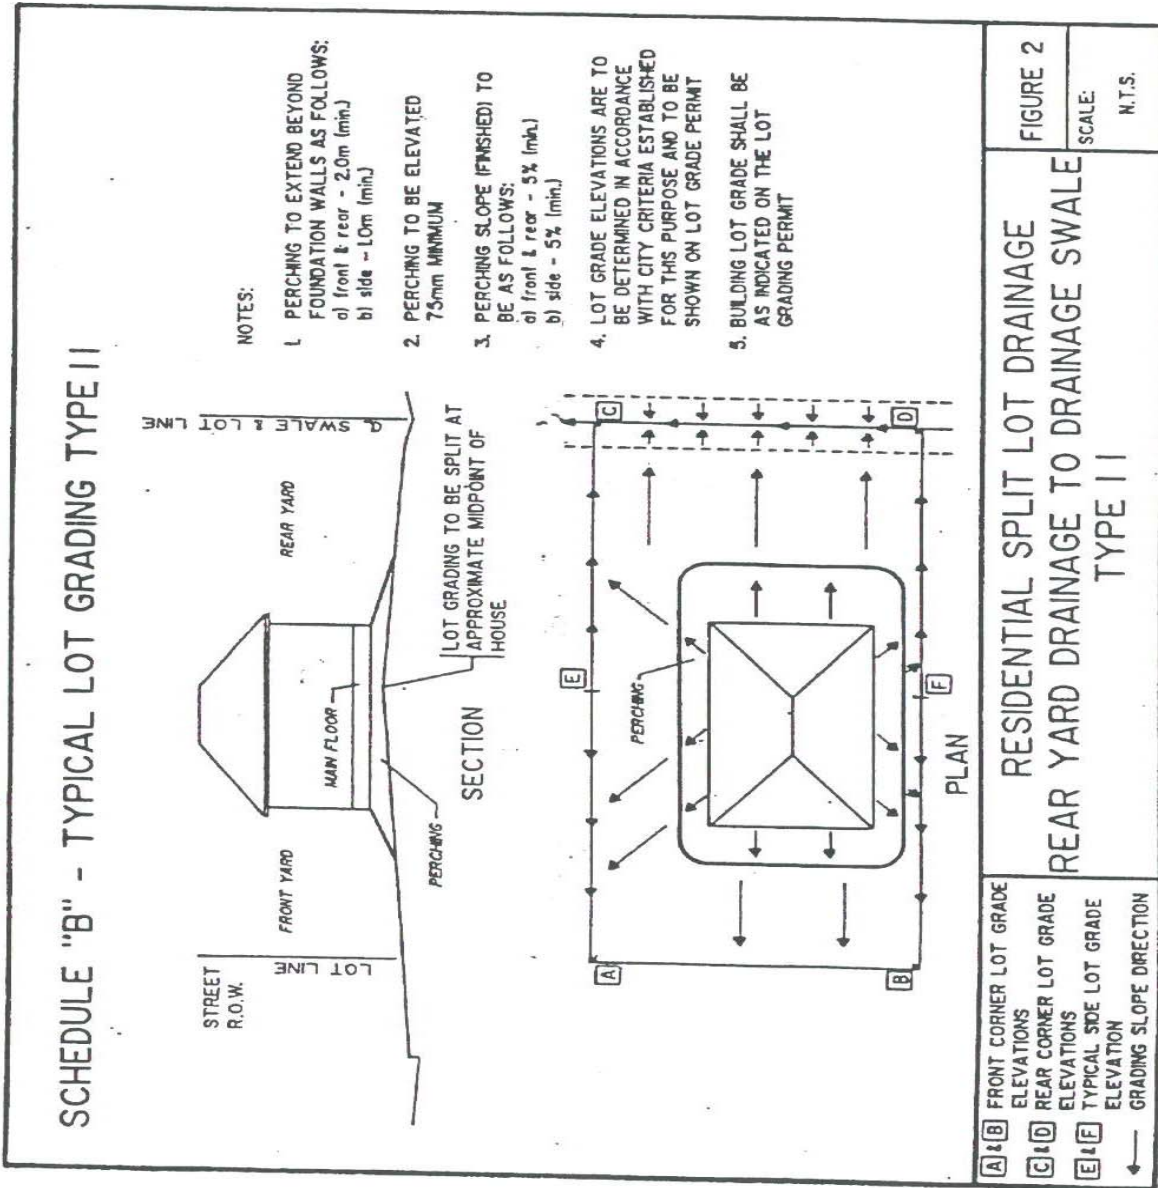 SCHEDULE "B" - TYPICAL LOT GRADING TYPE II
STREET
R.O.W.
LOT LINE
FRONT YARD
REAR YARD
℄ SWALE & LOT LINE
MAIN FLOOR
PERCHING
LOT GRADING TO BE SPLIT AT
APPROXIMATE MIDPOINT OF
HOUSE
SECTION
NOTES:
1 PERCHING TO EXTEND BEYOND
FOUNDATION WALLS AS FOLLOWS:
a) front & rear - 2.0m (min.)
b) side - 1.0m (min.)
2. PERCHING TO BE ELEVATED
75mm MINIMUM
3. PERCHING SLOPE (FINISHED) TO
BE AS FOLLOWS:
a) front & rear - 5% (min.)
b) side - 5% (min.)
4. LOT GRADE ELEVATIONS ARE TO
BE DETERMINED IN ACCORDANCE
WITH CITY CRITERIA ESTABLISHED
FOR THIS PURPOSE AND TO BE
SHOWN ON LOT GRADE PERMIT
5. BUILDING LOT GRADE SHALL BE
AS INDICATED ON THE LOT
GRADING PERMIT
A
E
C
PERCHING
B
F
D
PLAN
A & B FRONT CORNER LOT GRADE
ELEVATIONS
C & D REAR CORNER LOT GRADE
ELEVATIONS
E & F TYPICAL SIDE LOT GRADE
ELEVATION
GRADING SLOPE DIRECTION
RESIDENTIAL SPLIT LOT DRAINAGE
REAR YARD DRAINAGE TO DRAINAGE SWALE
TYPE II
FIGURE 2
SCALE:
N.T.S.